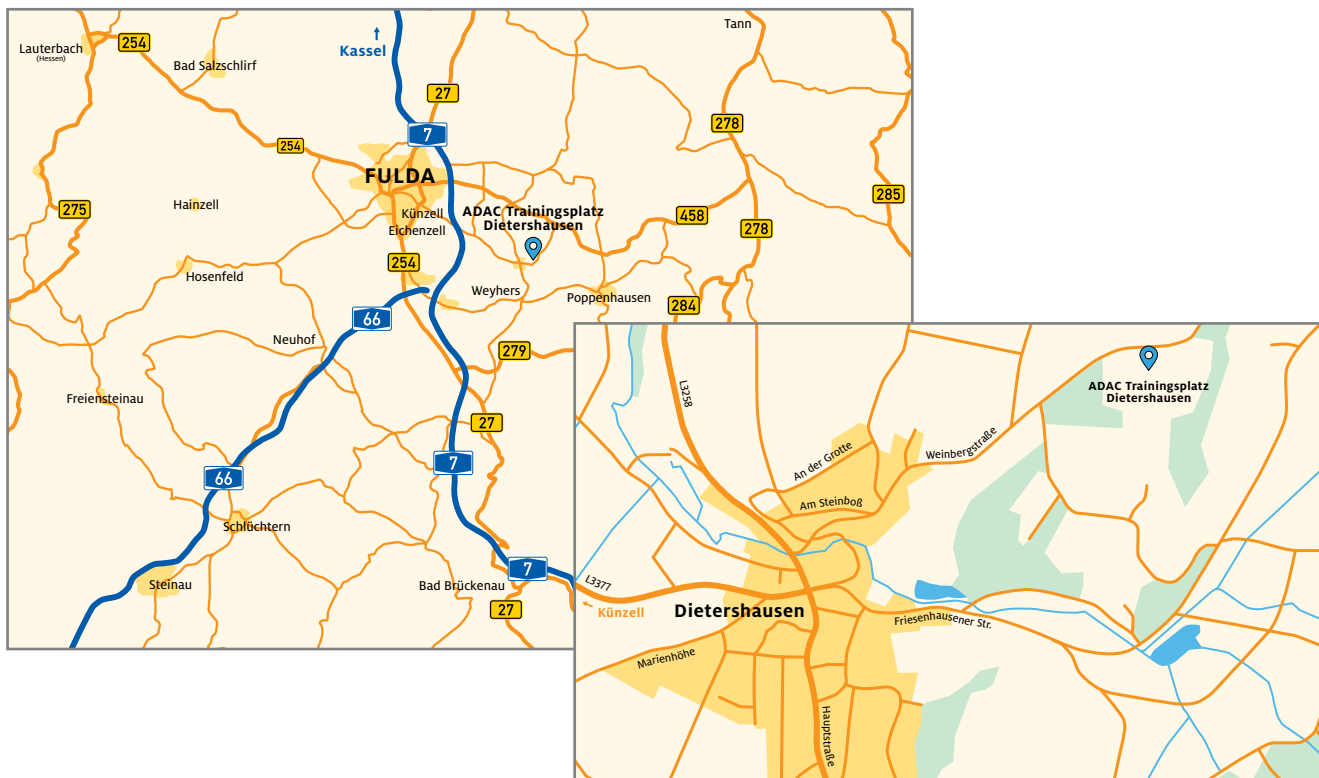 Tann
Lauterbach
(Hessen)
254
Kassel
Bad Salzschlirf
27
278
7
254
FULDA
275
Hainzell
Künzell
Eichenzell
ADAC Trainingsplatz
Dietershausen
458
285
278
254
Hosenfeld
Weyhers
Poppenhausen
284
66
Neuhof
279
Freiensteinau
27
7
66
Schlüchtern
Steinau
Bad Brückenau
7
27
L3258
ADAC Trainingsplatz
Dietershausen
An der Grotte
Weinbergstraße
Am Steinboß
L3377
Künzell
Dietershausen
Friesenhausener Str.
Marienhöhe
Hauptstraße